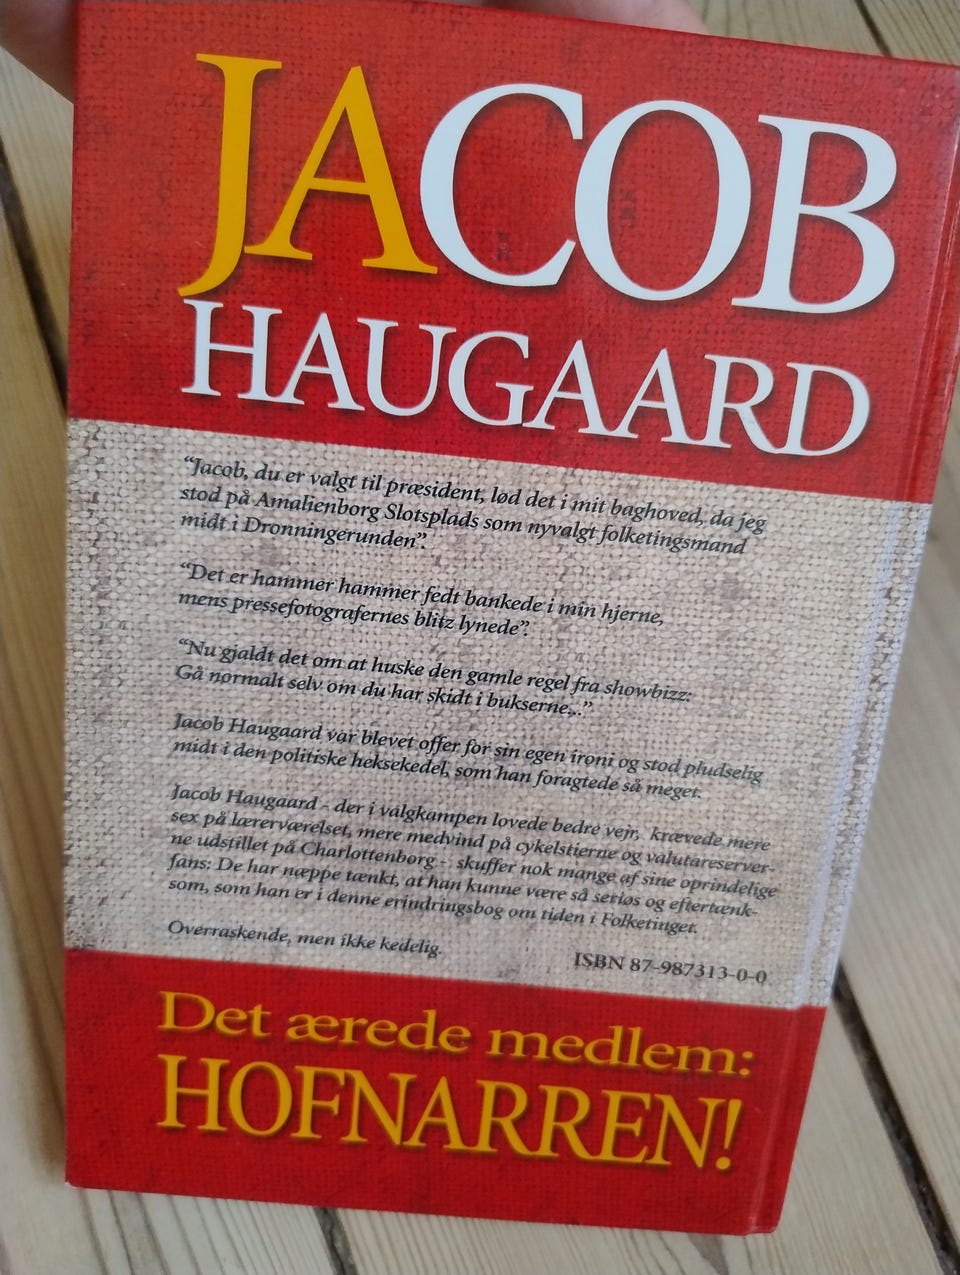 JACOB
HAUGAARD
“Jacob, du er valgt til præsident, lød det i mit baghoved, da jeg
stod på Amalienborg Slotsplads som nyvalgt folketingsmand
midt i Dronningerunden”.
“Det er hammer hammer fedt bankede i min hjerne,
mens pressefotografernes blitz lynede”.
“Nu gjaldt det om at huske den gamle regel fra showbizz:
Gå normalt selv om du har skidt i bukserne...”
Jacob Haugaard var blevet offer for sin egen ironi og stod pludselig
midt i den politiske heksekedel, som han foragtede så meget.
Jacob Haugaard - der i valgkampen lovede bedre vejr, krævede mere
sex på lærerværelset, mere medvind på cykelstierne og valutareserver-
ne udstillet på Charlottenborg - skuffer nok mange af sine oprindelige
fans: De har næppe tænkt, at han kunne være så seriøs og eftertænk-
som, som han er i denne erindringsbog om tiden i Folketinget.
Overraskende, men ikke kedelig.
ISBN 87-987313-0-0
Det ærede medlem:
HOFNARREN!